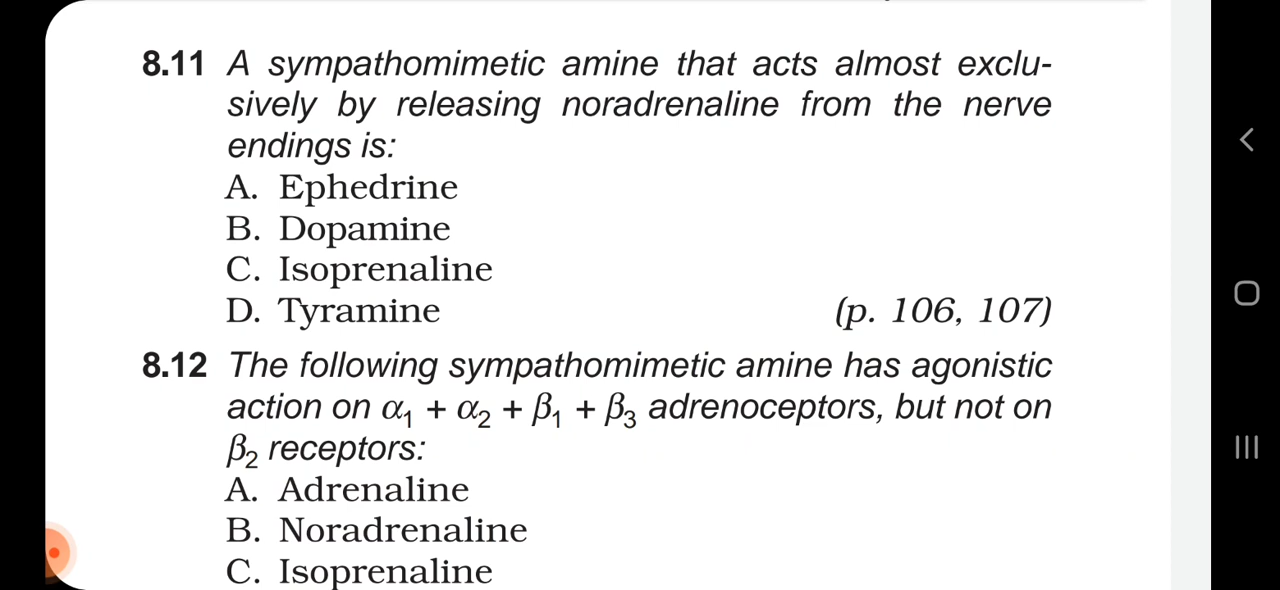 8.11 A sympathomimetic amine that acts almost exclu-
sively by releasing noradrenaline from the nerve
endings is:
A. Ephedrine
B. Dopamine
C. Isoprenaline
D. Tyramine (p. 106, 107)
8.12 The following sympathomimetic amine has agonistic
action on α₁ + α₂ + β₁ + β₃ adrenoceptors, but not on
β₂ receptors:
A. Adrenaline
B. Noradrenaline
C. Isoprenaline